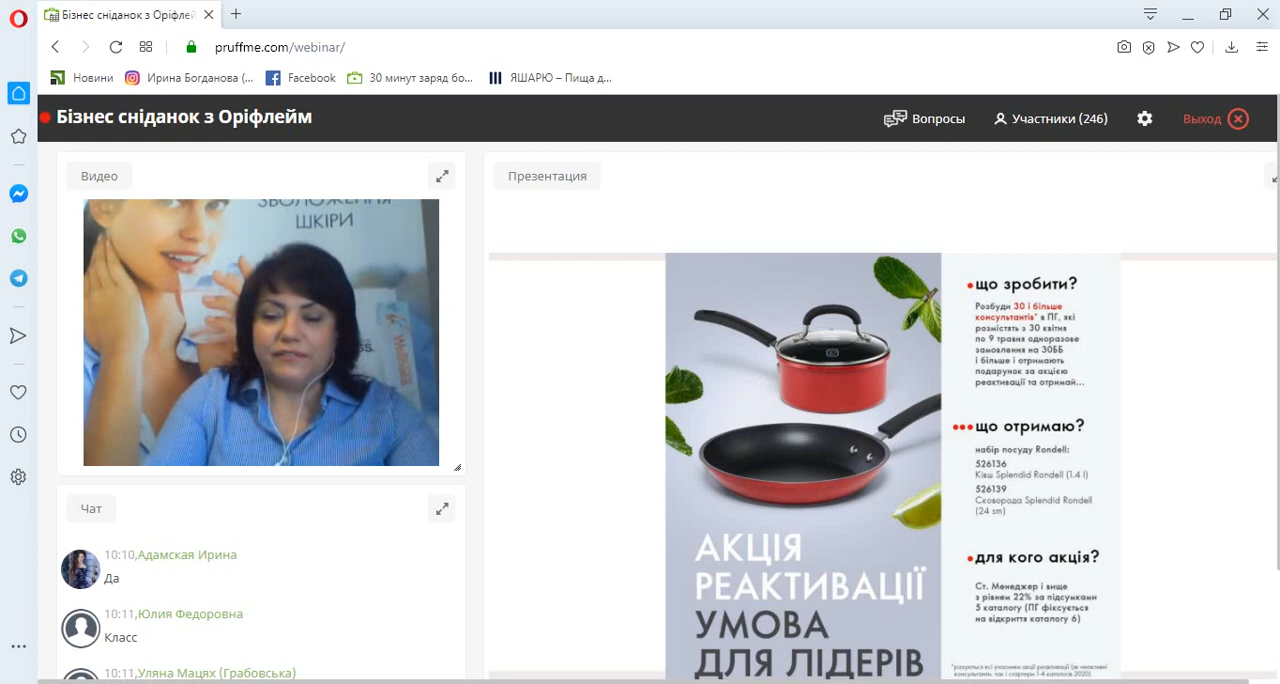 Бізнес сніданок з Оріфлей
pruffme.com/webinar/
Новини
Ирина Богданова (...
Facebook
30 минут заряд бо...
ЯШАРЮ – Пища д...
Бізнес сніданок з Оріфлейм
Вопросы
Участники (246)
Выход
Видео
ЗВОЛОЖЕННЯ
ШКІРИ
Чат
10:10,Адамская Ирина
Да
10:11,Юлия Федоровна
Класс
10:11,Уляна Мацях (Грабовська)
Презентация
АКЦІЯ
РЕАКТИВАЦІЇ
УМОВА
ДЛЯ ЛІДЕРІВ
що зробити?
Розбуди 30 і більше
консультантів* в ПГ, які
розмістять з 30 квітня
по 9 травня одноразове
замовлення на 30ББ
і більше і отримають
подарунок за акцією
реактивації та отримай...
що отримаю?
набір посуду Rondell:
526136
Ківш Splendid Rondell (1.4 l)
526139
Сковорода Splendid Rondell
(24 sm)
для кого акція?
Ст. Менеджер і вище
з рівнем 22% за підсумками
5 каталогу (ПГ фіксується
на відкриття каталогу 6)